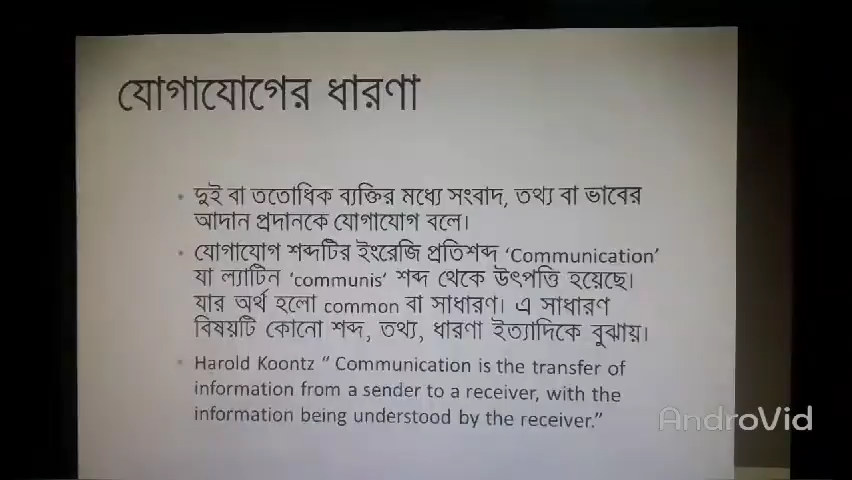 যোগাযোগের ধারণা
• দুই বা ততোধিক ব্যক্তির মধ্যে সংবাদ, তথ্য বা ভাবের
আদান প্রদানকে যোগাযোগ বলে।
• যোগাযোগ শব্দটির ইংরেজি প্রতিশব্দ ‘Communication’
যা ল্যাটিন ‘communis‘ শব্দ থেকে উৎপত্তি হয়েছে।
যার অর্থ হলো common বা সাধারণ। এ সাধারণ
বিষয়টি কোনো শব্দ, তথ্য, ধারণা ইত্যাদিকে বুঝায়।
• Harold Koontz “ Communication is the transfer of
information from a sender to a receiver, with the
information being understood by the receiver.”
AndroVid